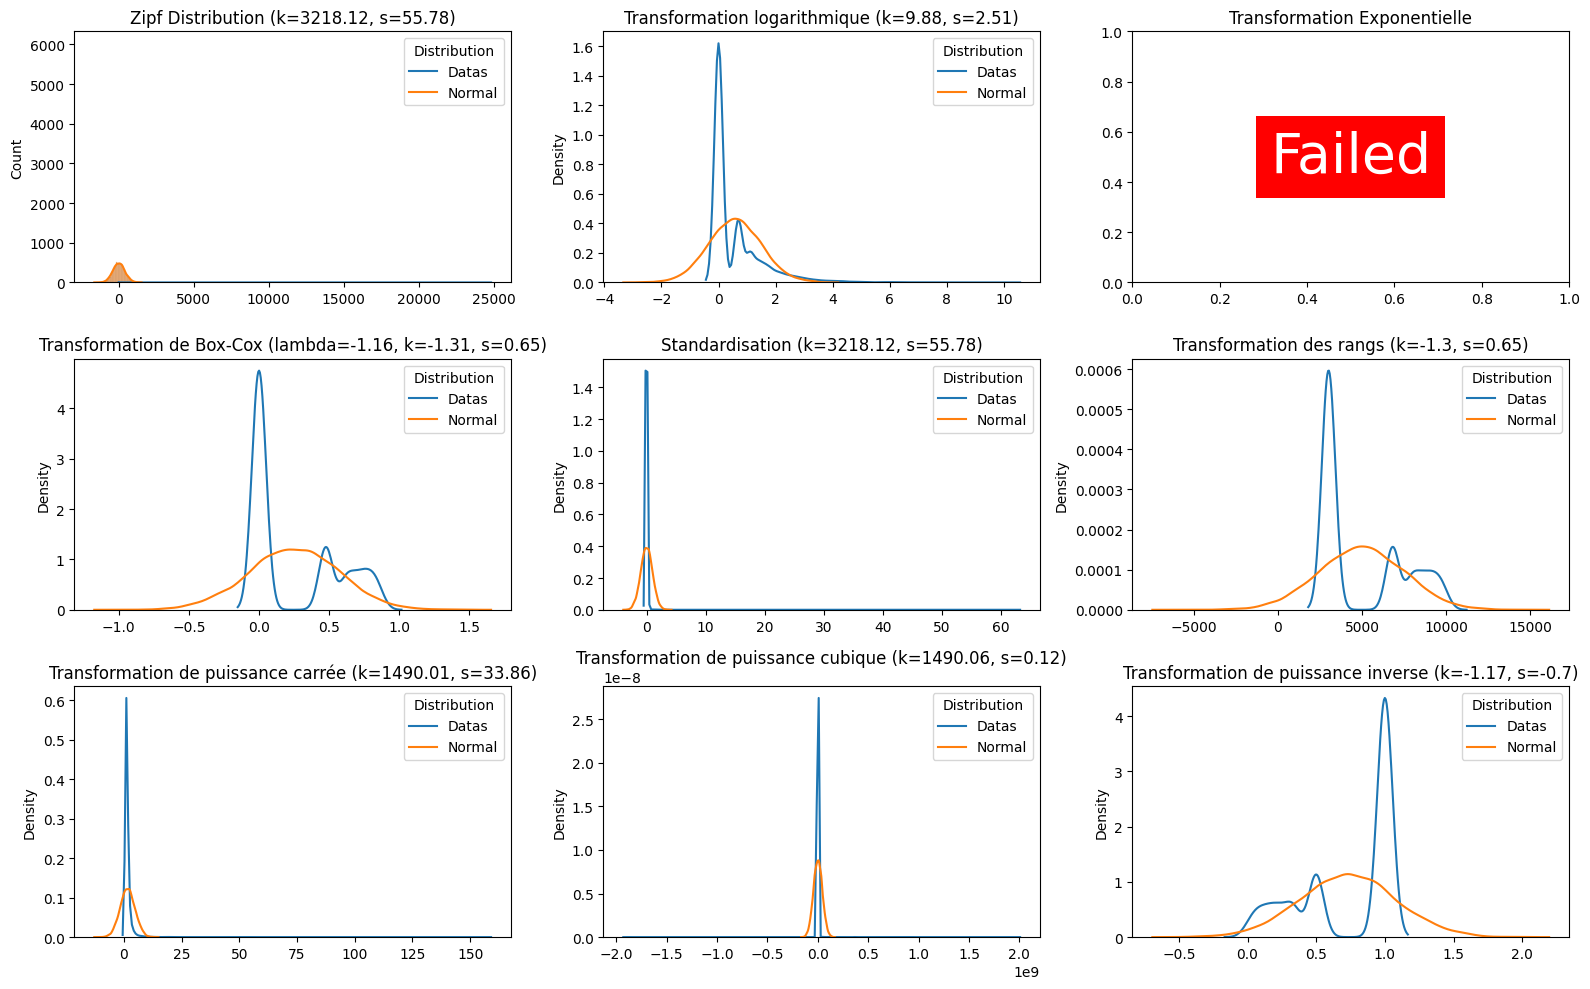 Zipf Distribution (k=3218.12, s=55.78)
Count
6000
5000
4000
3000
2000
1000
0
0 5000 10000 15000 20000 25000
Distribution
Datas
Normal
Transformation logarithmique (k=9.88, s=2.51)
Density
1.6
1.4
1.2
1.0
0.8
0.6
0.4
0.2
0.0
−4 −2 0 2 4 6 8 10
Distribution
Datas
Normal
Transformation Exponentielle
1.0
0.8
0.6
0.4
0.2
0.0
0.0 0.2 0.4 0.6 0.8 1.0
Failed
Transformation de Box-Cox (lambda=-1.16, k=-1.31, s=0.65)
Density
4
3
2
1
0
−1.0 −0.5 0.0 0.5 1.0 1.5
Distribution
Datas
Normal
Standardisation (k=3218.12, s=55.78)
Density
1.4
1.2
1.0
0.8
0.6
0.4
0.2
0.0
0 10 20 30 40 50 60
Distribution
Datas
Normal
Transformation des rangs (k=-1.3, s=0.65)
Density
0.0006
0.0005
0.0004
0.0003
0.0002
0.0001
0.0000
−5000 0 5000 10000 15000
Distribution
Datas
Normal
Transformation de puissance carrée (k=1490.01, s=33.86)
Density
0.6
0.5
0.4
0.3
0.2
0.1
0.0
0 25 50 75 100 125 150
Distribution
Datas
Normal
Transformation de puissance cubique (k=1490.06, s=0.12)
1e−8
Density
2.5
2.0
1.5
1.0
0.5
0.0
−2.0 −1.5 −1.0 −0.5 0.0 0.5 1.0 1.5 2.0
1e9
Distribution
Datas
Normal
Transformation de puissance inverse (k=-1.17, s=-0.7)
Density
4
3
2
1
0
−0.5 0.0 0.5 1.0 1.5 2.0
Distribution
Datas
Normal